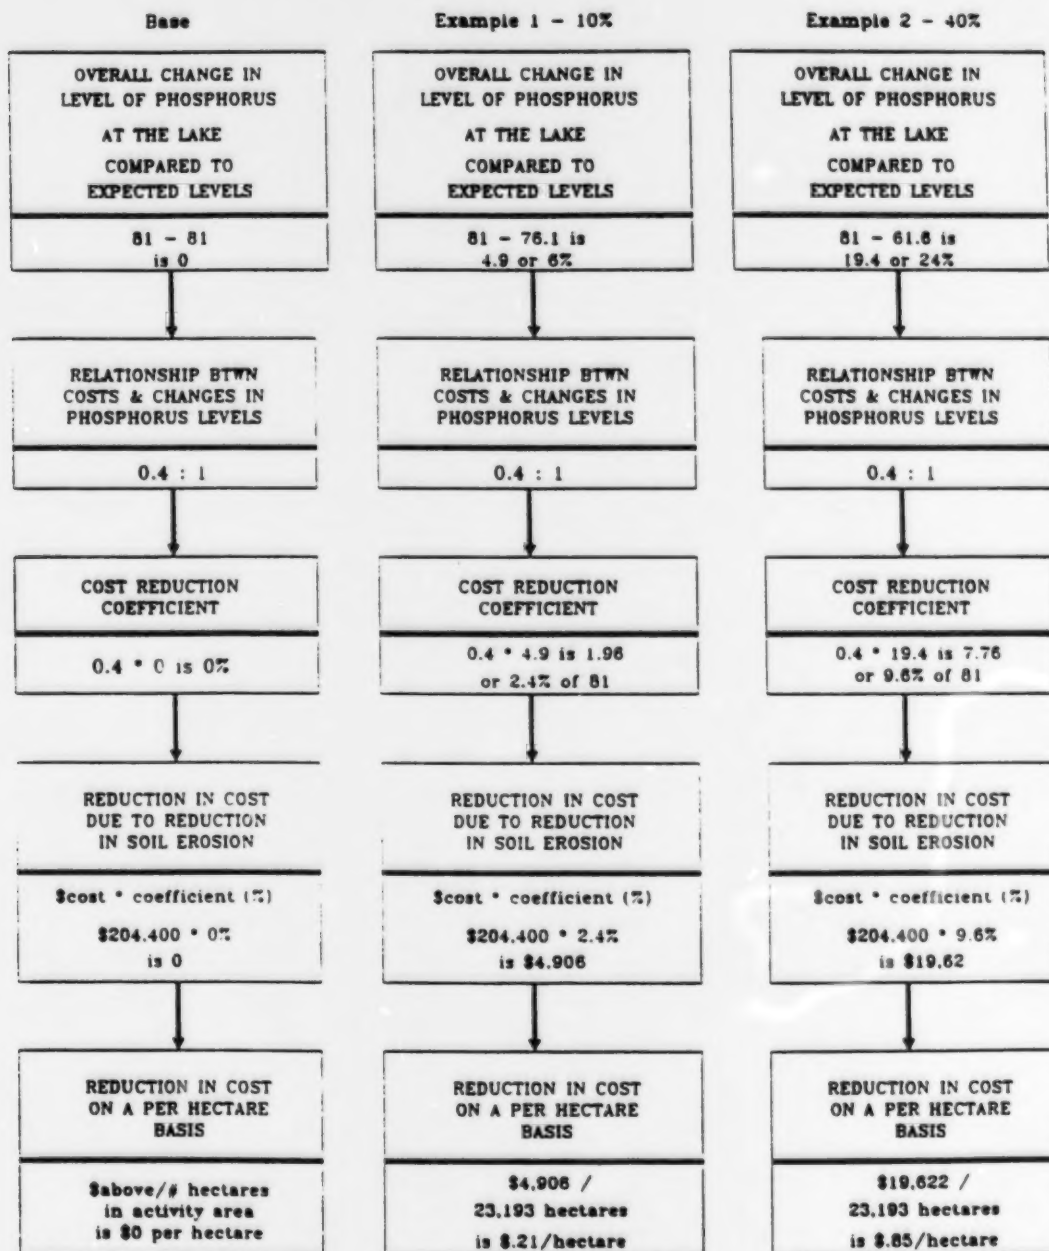 Base
OVERALL CHANGE IN
LEVEL OF PHOSPHORUS
AT THE LAKE
COMPARED TO
EXPECTED LEVELS
81 - 81
is 0
RELATIONSHIP BTWN
COSTS & CHANGES IN
PHOSPHORUS LEVELS
0.4 : 1
COST REDUCTION
COEFFICIENT
0.4 * 0 is 0%
REDUCTION IN COST
DUE TO REDUCTION
IN SOIL EROSION
$cost * coefficient (%)
$204,400 * 0%
is 0
REDUCTION IN COST
ON A PER HECTARE
BASIS
$above/# hectares
in activity area
is $0 per hectare
Example 1 - 10%
OVERALL CHANGE IN
LEVEL OF PHOSPHORUS
AT THE LAKE
COMPARED TO
EXPECTED LEVELS
81 - 76.1 is
4.9 or 6%
RELATIONSHIP BTWN
COSTS & CHANGES IN
PHOSPHORUS LEVELS
0.4 : 1
COST REDUCTION
COEFFICIENT
0.4 * 4.9 is 1.96
or 2.4% of 81
REDUCTION IN COST
DUE TO REDUCTION
IN SOIL EROSION
$cost * coefficient (%)
$204,400 * 2.4%
is $4,906
REDUCTION IN COST
ON A PER HECTARE
BASIS
$4,906 /
23,193 hectares
is $.21/hectare
Example 2 - 40%
OVERALL CHANGE IN
LEVEL OF PHOSPHORUS
AT THE LAKE
COMPARED TO
EXPECTED LEVELS
81 - 61.6 is
19.4 or 24%
RELATIONSHIP BTWN
COSTS & CHANGES IN
PHOSPHORUS LEVELS
0.4 : 1
COST REDUCTION
COEFFICIENT
0.4 * 19.4 is 7.76
or 9.6% of 81
REDUCTION IN COST
DUE TO REDUCTION
IN SOIL EROSION
$cost * coefficient (%)
$204,400 * 9.6%
is $19,62
REDUCTION IN COST
ON A PER HECTARE
BASIS
$19,622 /
23,193 hectares
is $.85/hectare